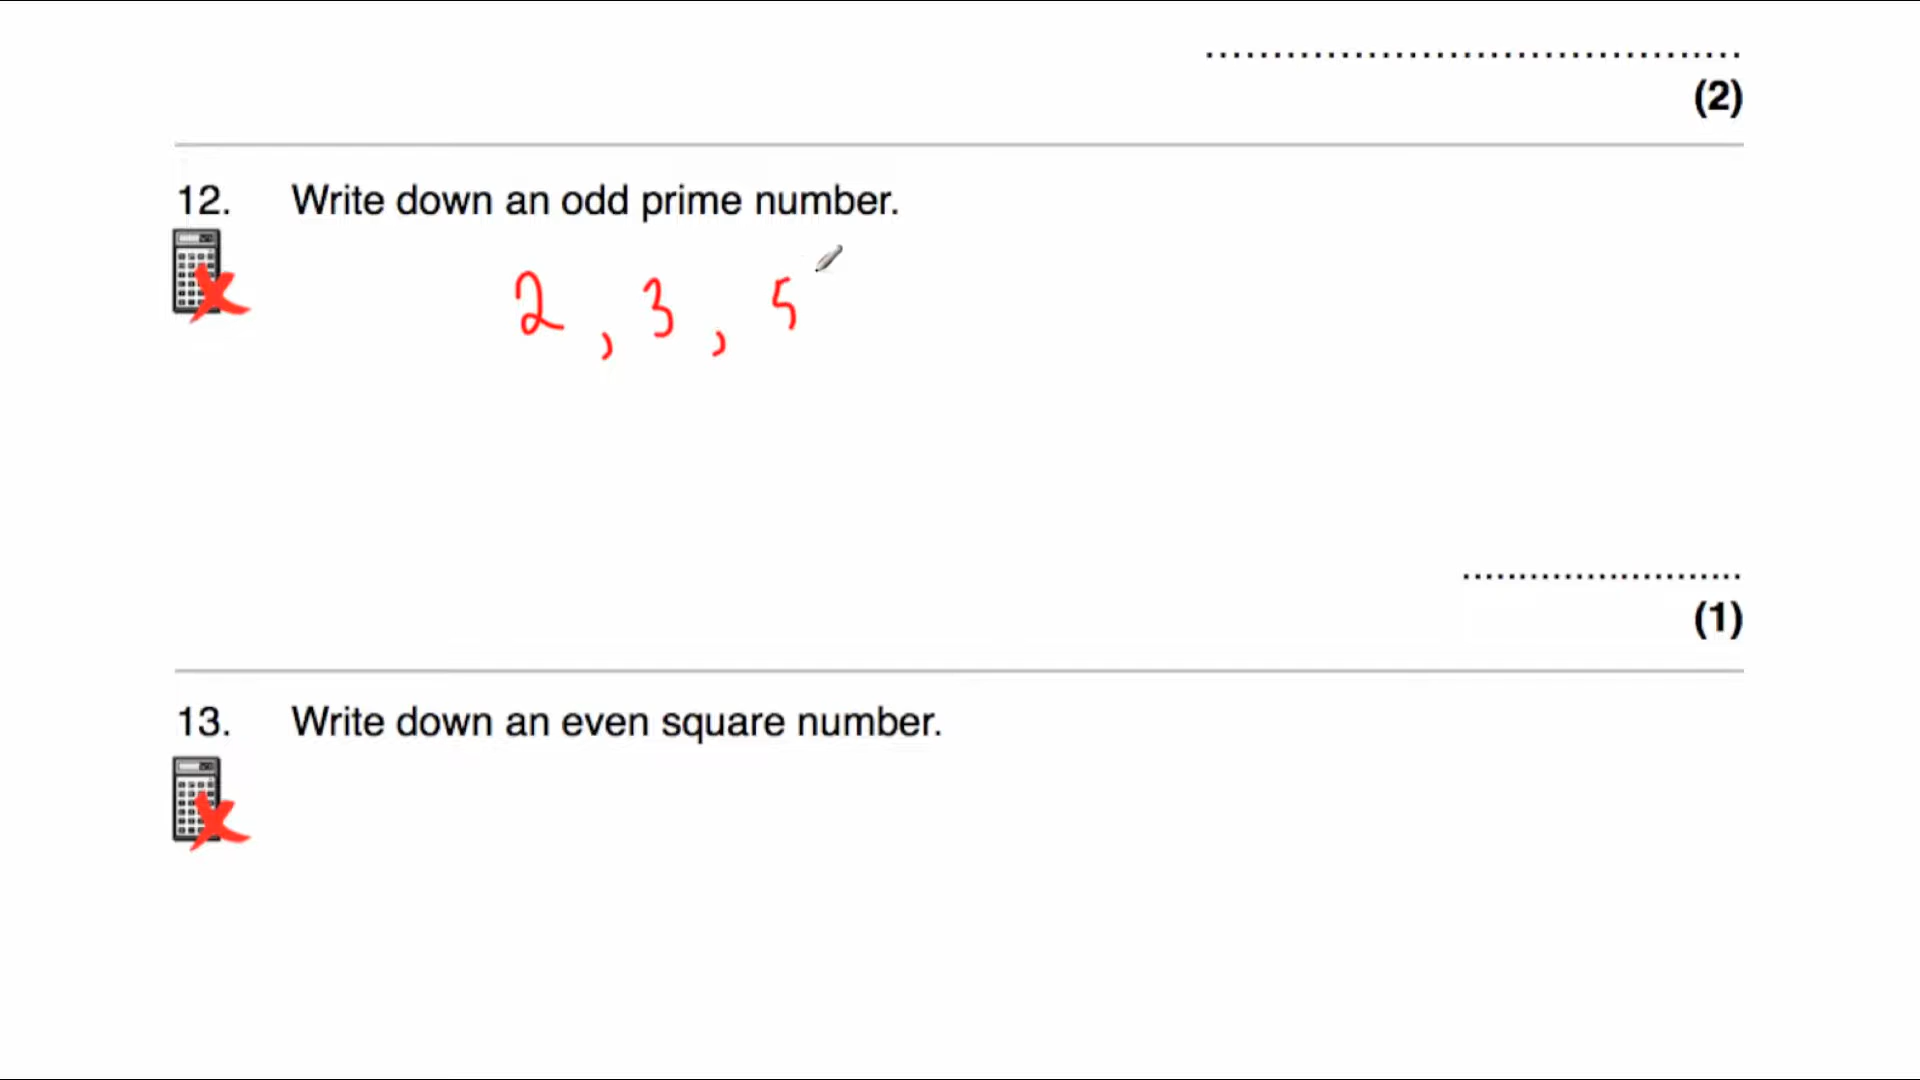 (2)
12. Write down an odd prime number.
2, 3, 5
(1)
13. Write down an even square number.